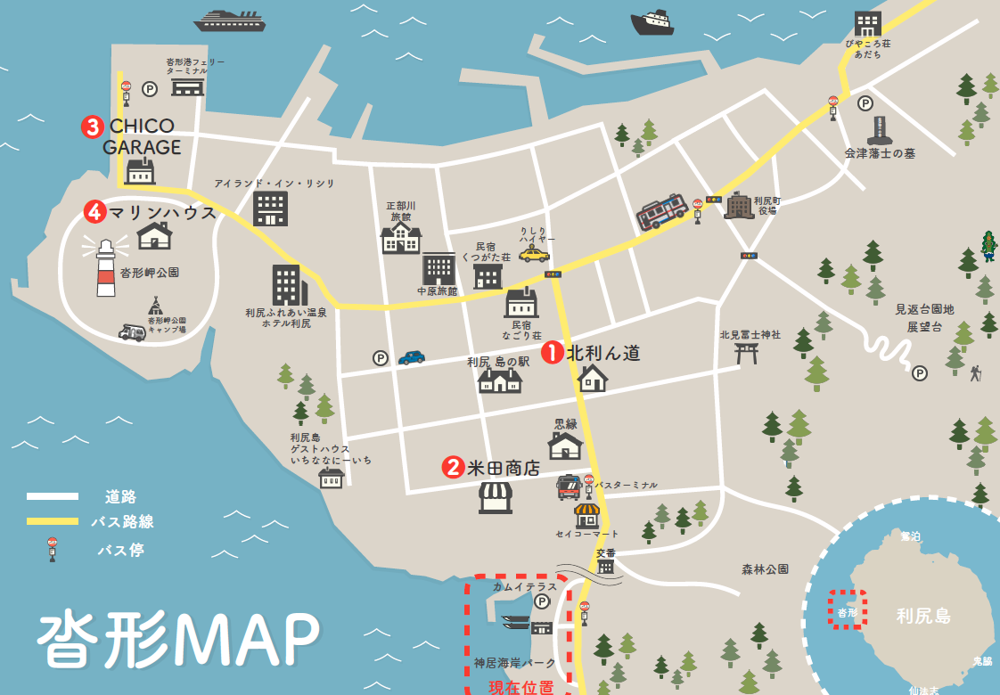 びやころ荘
あだち
沓形港フェリー
ターミナル
P
P
3 CHICO
GARAGE
会津藩士の墓
アイランド・イン・リシリ
4 マリンハウス
利尻町
役場
正部川
旅館
りしり
ハイヤー
民宿
くつがた荘
沓形岬公園
中原旅館
沓形岬公園
キャンプ場
利尻ふれあい温泉
ホテル利尻
民宿
なごり荘
見返台園地
展望台
北見富士神社
P
利尻 島の駅
1 北利ん道
P
思縁
利尻島
ゲストハウス
いちななにーいち
2 米田商店
バスターミナル
道路
バス路線
バス停
セイコーマート
交番
森林公園
カムイテラス
P
鴛泊
沓形
利尻島
鬼脇
仙法志
沓形MAP
神居海岸パーク
現在位置